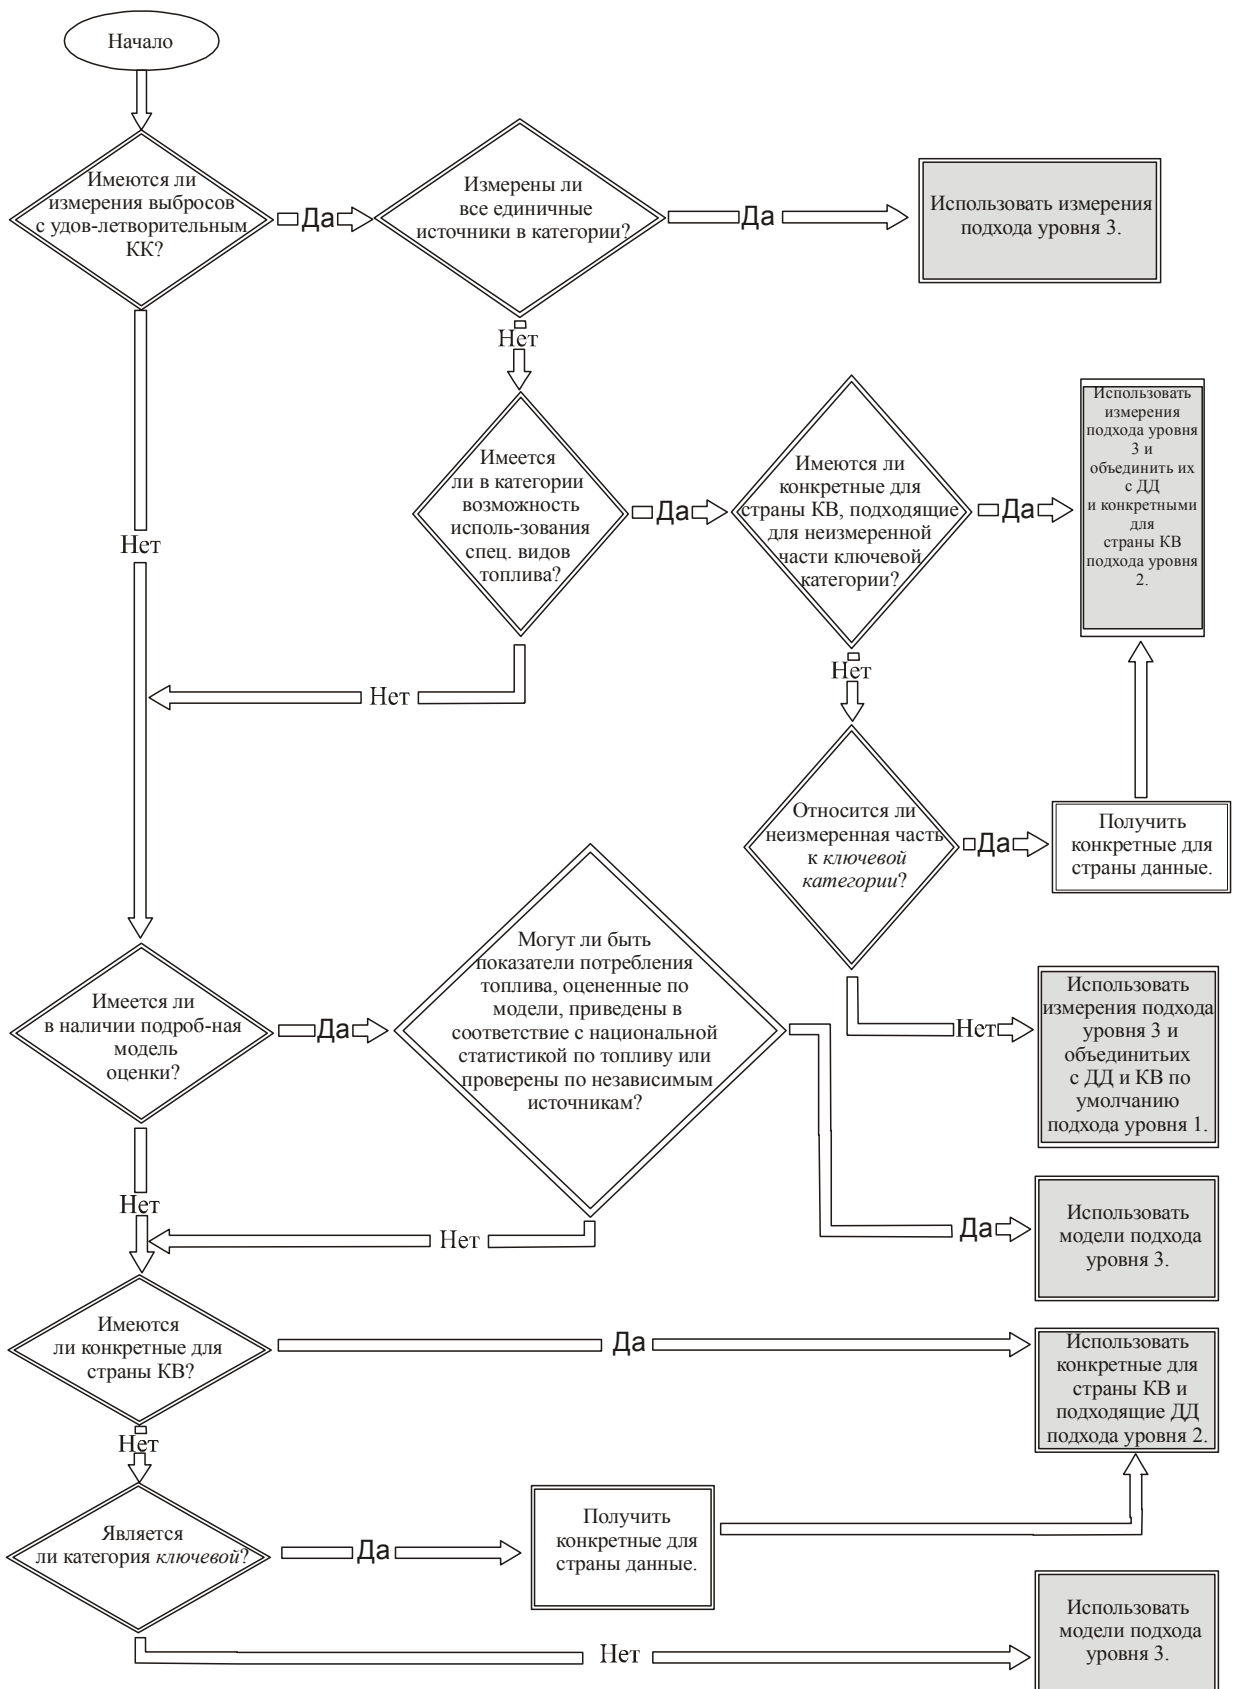 Начало
Имеются ли
измерения выбросов
с удов-летворительным
КК?
Да
Измерены ли
все единичные
источники в категории?
Да
Использовать измерения
подхода уровня 3.
Нет
Нет
Имеется
ли в категории
возможность
исполь-зования
спец. видов
топлива?
Да
Имеются ли
конкретные для
страны КВ, подходящие
для неизмеренной
части ключевой
категории?
Да
Использовать
измерения
подхода уровня
3 и
объединить их
с ДД
и конкретными
для
страны КВ
подхода уровня
2.
Нет
Нет
Относится ли
неизмеренная часть
к ключевой
категории?
Да
Получить
конкретные для
страны данные.
Нет
Использовать
измерения подхода
уровня 3 и
объединитьих
с ДД и КВ по
умолчанию
подхода уровня 1.
Имеется ли
в наличии подроб-ная
модель
оценки?
Да
Могут ли быть
показатели потребления
топлива, оцененные по
модели, приведены в
соответствие с национальной
статистикой по топливу или
проверены по независимым
источникам?
Да
Использовать
модели подхода
уровня 3.
Нет
Нет
Имеются
ли конкретные для
страны КВ?
Да
Использовать
конкретные для
страны КВ и
подходящие ДД
подхода уровня 2.
Нет
Является
ли категория ключевой?
Да
Получить
конкретные для
страны данные.
Нет
Использовать
модели подхода
уровня 3.